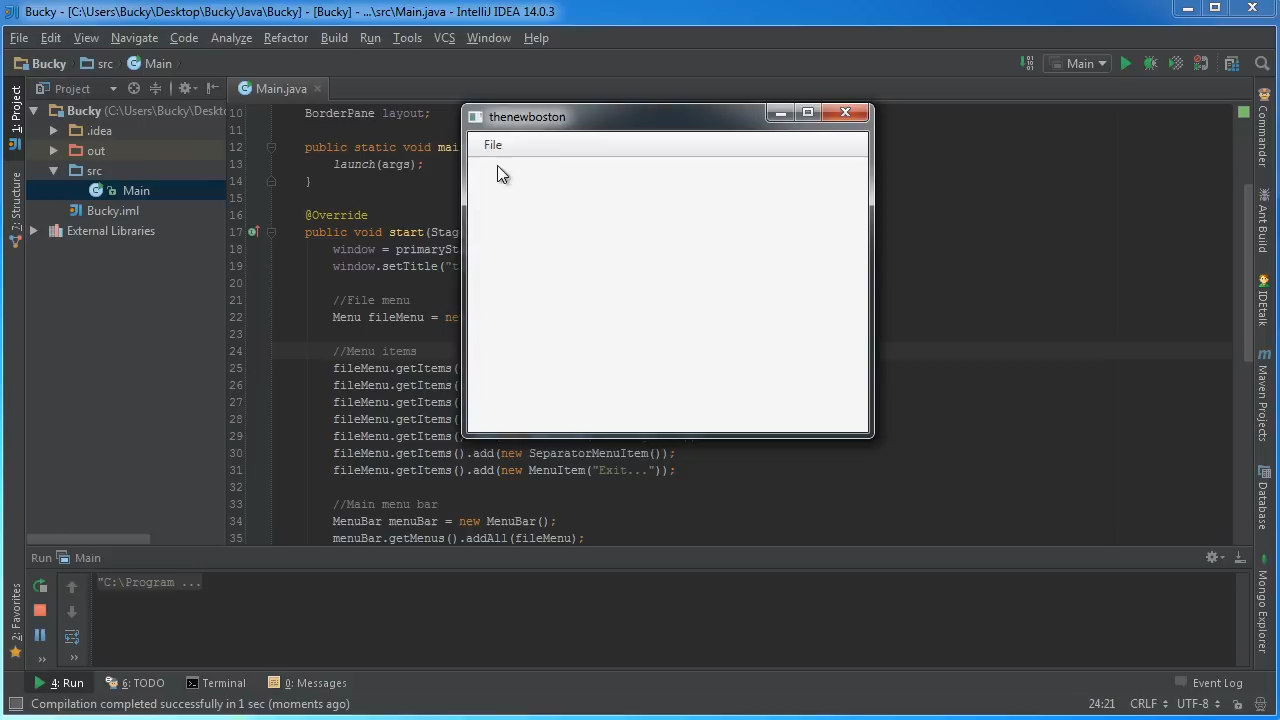 Bucky - [C:\Users\Bucky\Desktop\Bucky\Java\Bucky] - [Bucky] - ...\src\Main.java - IntelliJ IDEA 14.0.3
File Edit View Navigate Code Analyze Refactor Build Run Tools VCS Window Help
Bucky src Main Main
Project Main.java
1: Project
7: Structure
2: Favorites
Bucky (C:\Users\Bucky\Deskto
.idea
out
src
Main
Bucky.iml
External Libraries
10 BorderPane layout;
11
12 public static void mai
13 launch(args);
14 }
15
16 @Override
17 public void start(Stag
18 window = primarySt
19 window.setTitle("t
20
21 //File menu
22 Menu fileMenu = ne
23
24 //Menu items
25 fileMenu.getItems(
26 fileMenu.getItems(
27 fileMenu.getItems(
28 fileMenu.getItems(
29 fileMenu.getItems(
30 fileMenu.getItems().add(new SeparatorMenuItem());
31 fileMenu.getItems().add(new MenuItem("Exit..."));
32
33 //Main menu bar
34 MenuBar menuBar = new MenuBar();
35 menuBar.getMenus().addAll(fileMenu);
thenewboston
File
Commander
Ant Build
IDEtalk
Maven Projects
Database
Mongo Explorer
Run Main
"C:\Program ...
4: Run 6: TODO Terminal 0: Messages Event Log
Compilation completed successfully in 1 sec (moments ago) 24:21 CRLF UTF-8